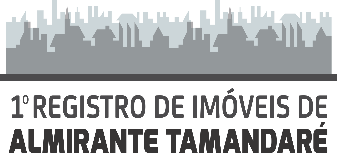 1º REGISTRO DE IMÓVEIS DE
ALMIRANTE TAMANDARÉ